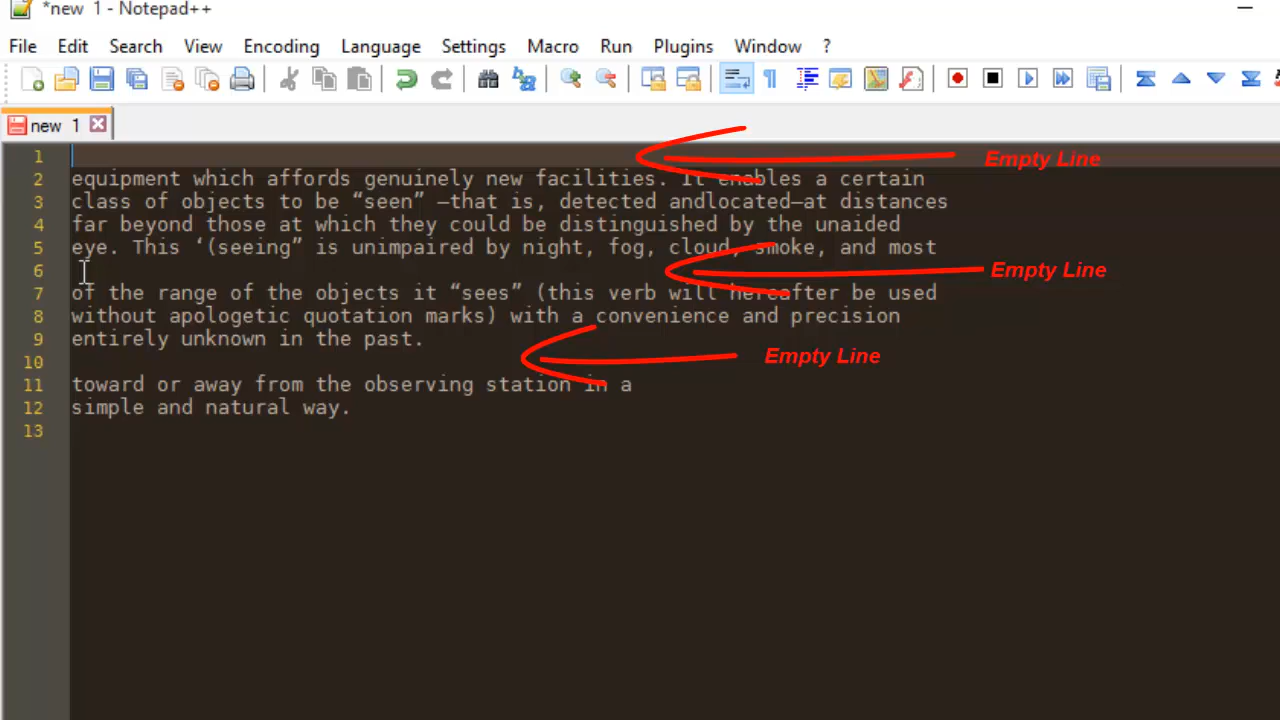 *new 1 - Notepad++
File Edit Search View Encoding Language Settings Macro Run Plugins Window ?
new 1
1 Empty Line
2 equipment which affords genuinely new facilities. It enables a certain
3 class of objects to be “seen” —that is, detected andlocated—at distances
4 far beyond those at which they could be distinguished by the unaided
5 eye. This ‘(seeing” is unimpaired by night, fog, cloud, smoke, and most
6 Empty Line
7 of the range of the objects it “sees” (this verb will hereafter be used
8 without apologetic quotation marks) with a convenience and precision
9 entirely unknown in the past.
10 Empty Line
11 toward or away from the observing station in a
12 simple and natural way.
13